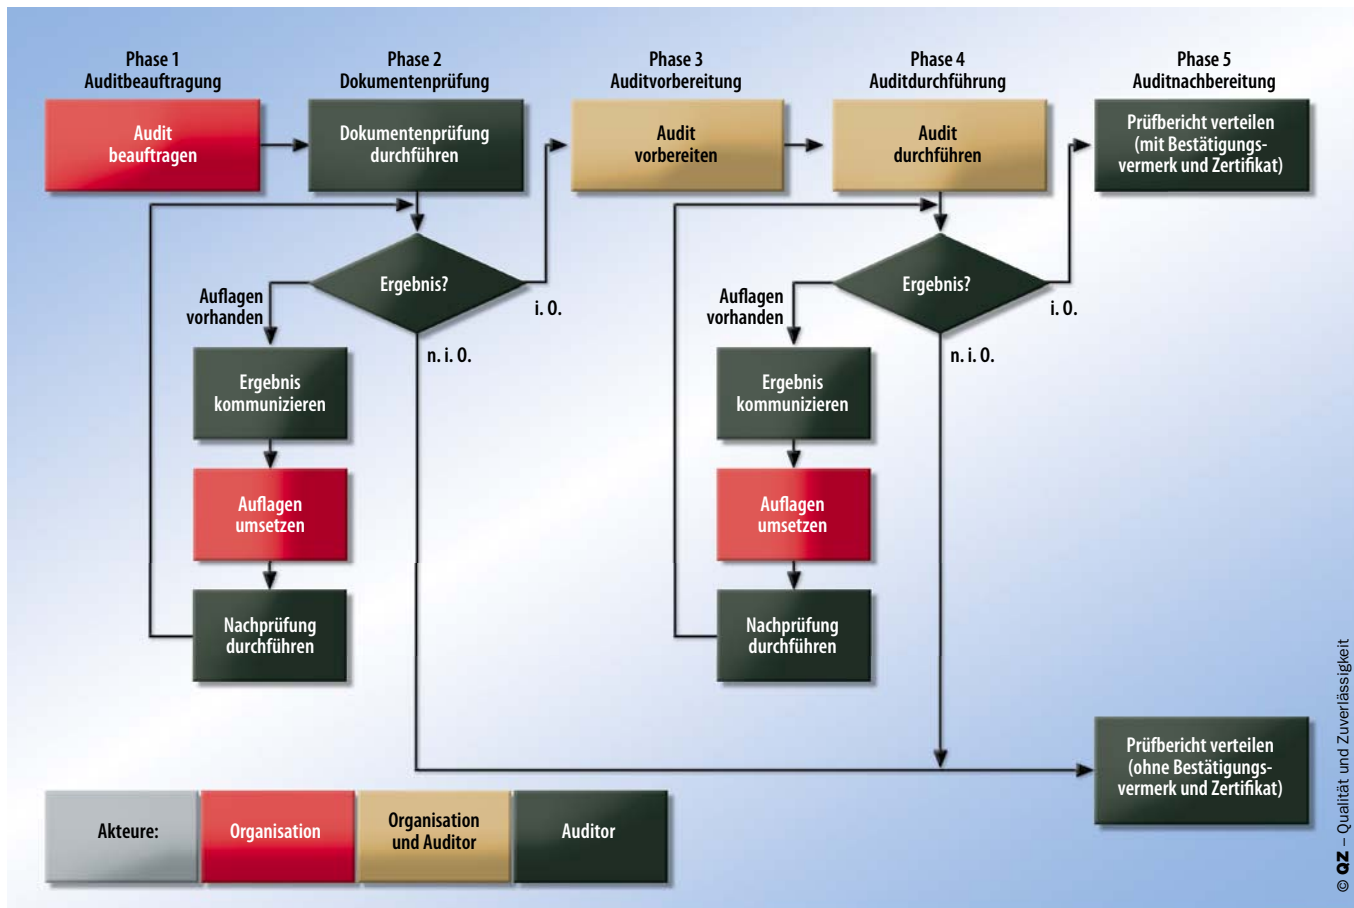 Phase 1
Auditbeauftragung
Phase 2
Dokumentenprüfung
Phase 3
Auditvorbereitung
Phase 4
Auditdurchführung
Phase 5
Auditnachbereitung
Audit
beauftragen
Dokumentenprüfung
durchführen
Audit
vorbereiten
Audit
durchführen
Prüfbericht verteilen
(mit Bestätigungs-
vermerk und Zertifikat)
Ergebnis?
i. O.
n. i. O.
Auflagen
vorhanden
Ergebnis
kommunizieren
Auflagen
umsetzen
Nachprüfung
durchführen
Ergebnis?
i. O.
n. i. O.
Auflagen
vorhanden
Ergebnis
kommunizieren
Auflagen
umsetzen
Nachprüfung
durchführen
Prüfbericht verteilen
(ohne Bestätigungs-
vermerk und Zertifikat)
Akteure:
Organisation
Organisation
und Auditor
Auditor
© QZ – Qualität und Zuverlässigkeit